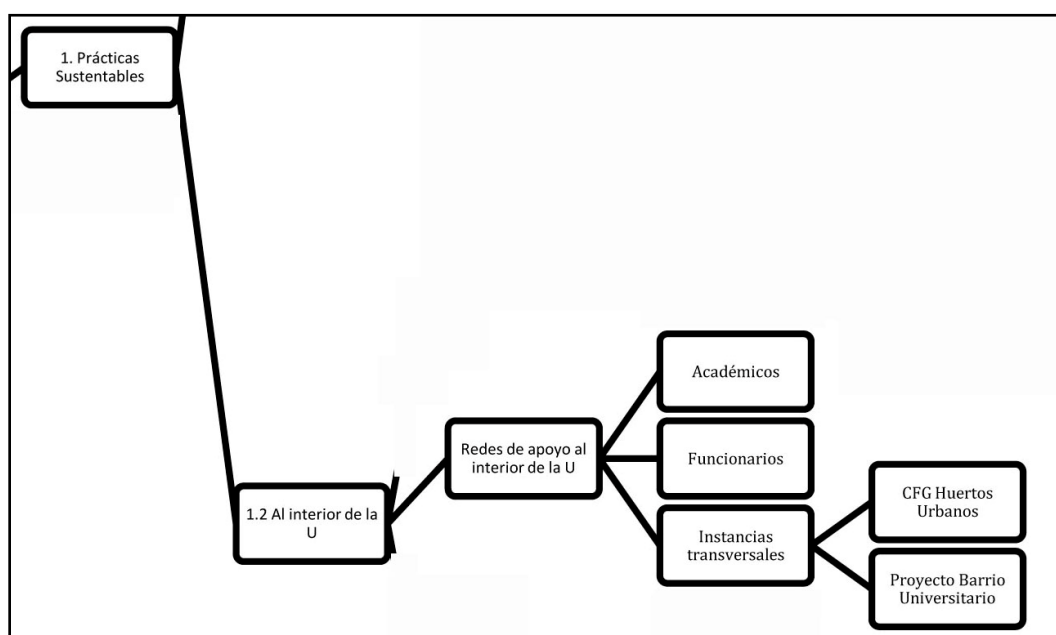 1. Prácticas
Sustentables
1.2 Al interior de la
U
Redes de apoyo al
interior de la U
Académicos
Funcionarios
Instancias
transversales
CFG Huertos
Urbanos
Proyecto Barrio
Universitario